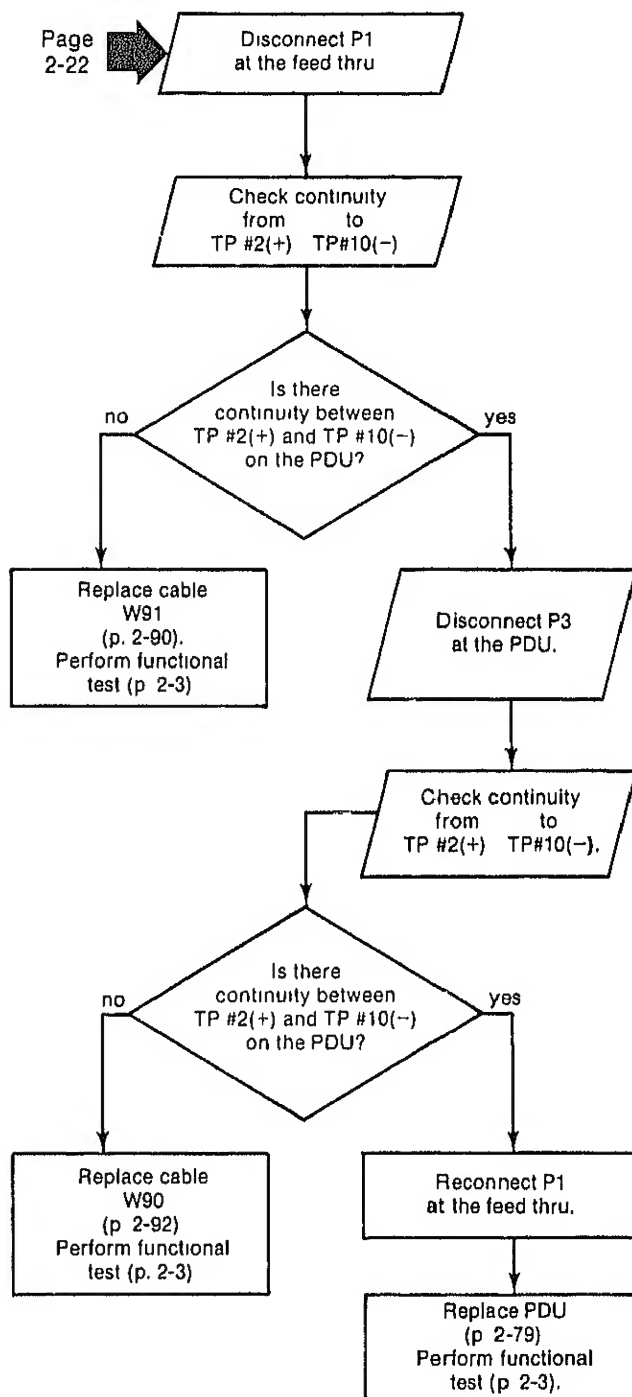 Page
2-22
Disconnect P1
at the feed thru
Check continuity
from to
TP #2(+) TP#10(−)
Is there
continuity between
TP #2(+) and TP #10(−)
on the PDU?
no
yes
Replace cable
W91
(p. 2-90).
Perform functional
test (p 2-3)
Disconnect P3
at the PDU.
Check continuity
from to
TP #2(+) TP#10(−).
Is there
continuity between
TP #2(+) and TP #10(−)
on the PDU?
no
yes
Replace cable
W90
(p 2-92)
Perform functional
test (p. 2-3)
Reconnect P1
at the feed thru.
Replace PDU
(p 2-79)
Perform functional
test (p 2-3).